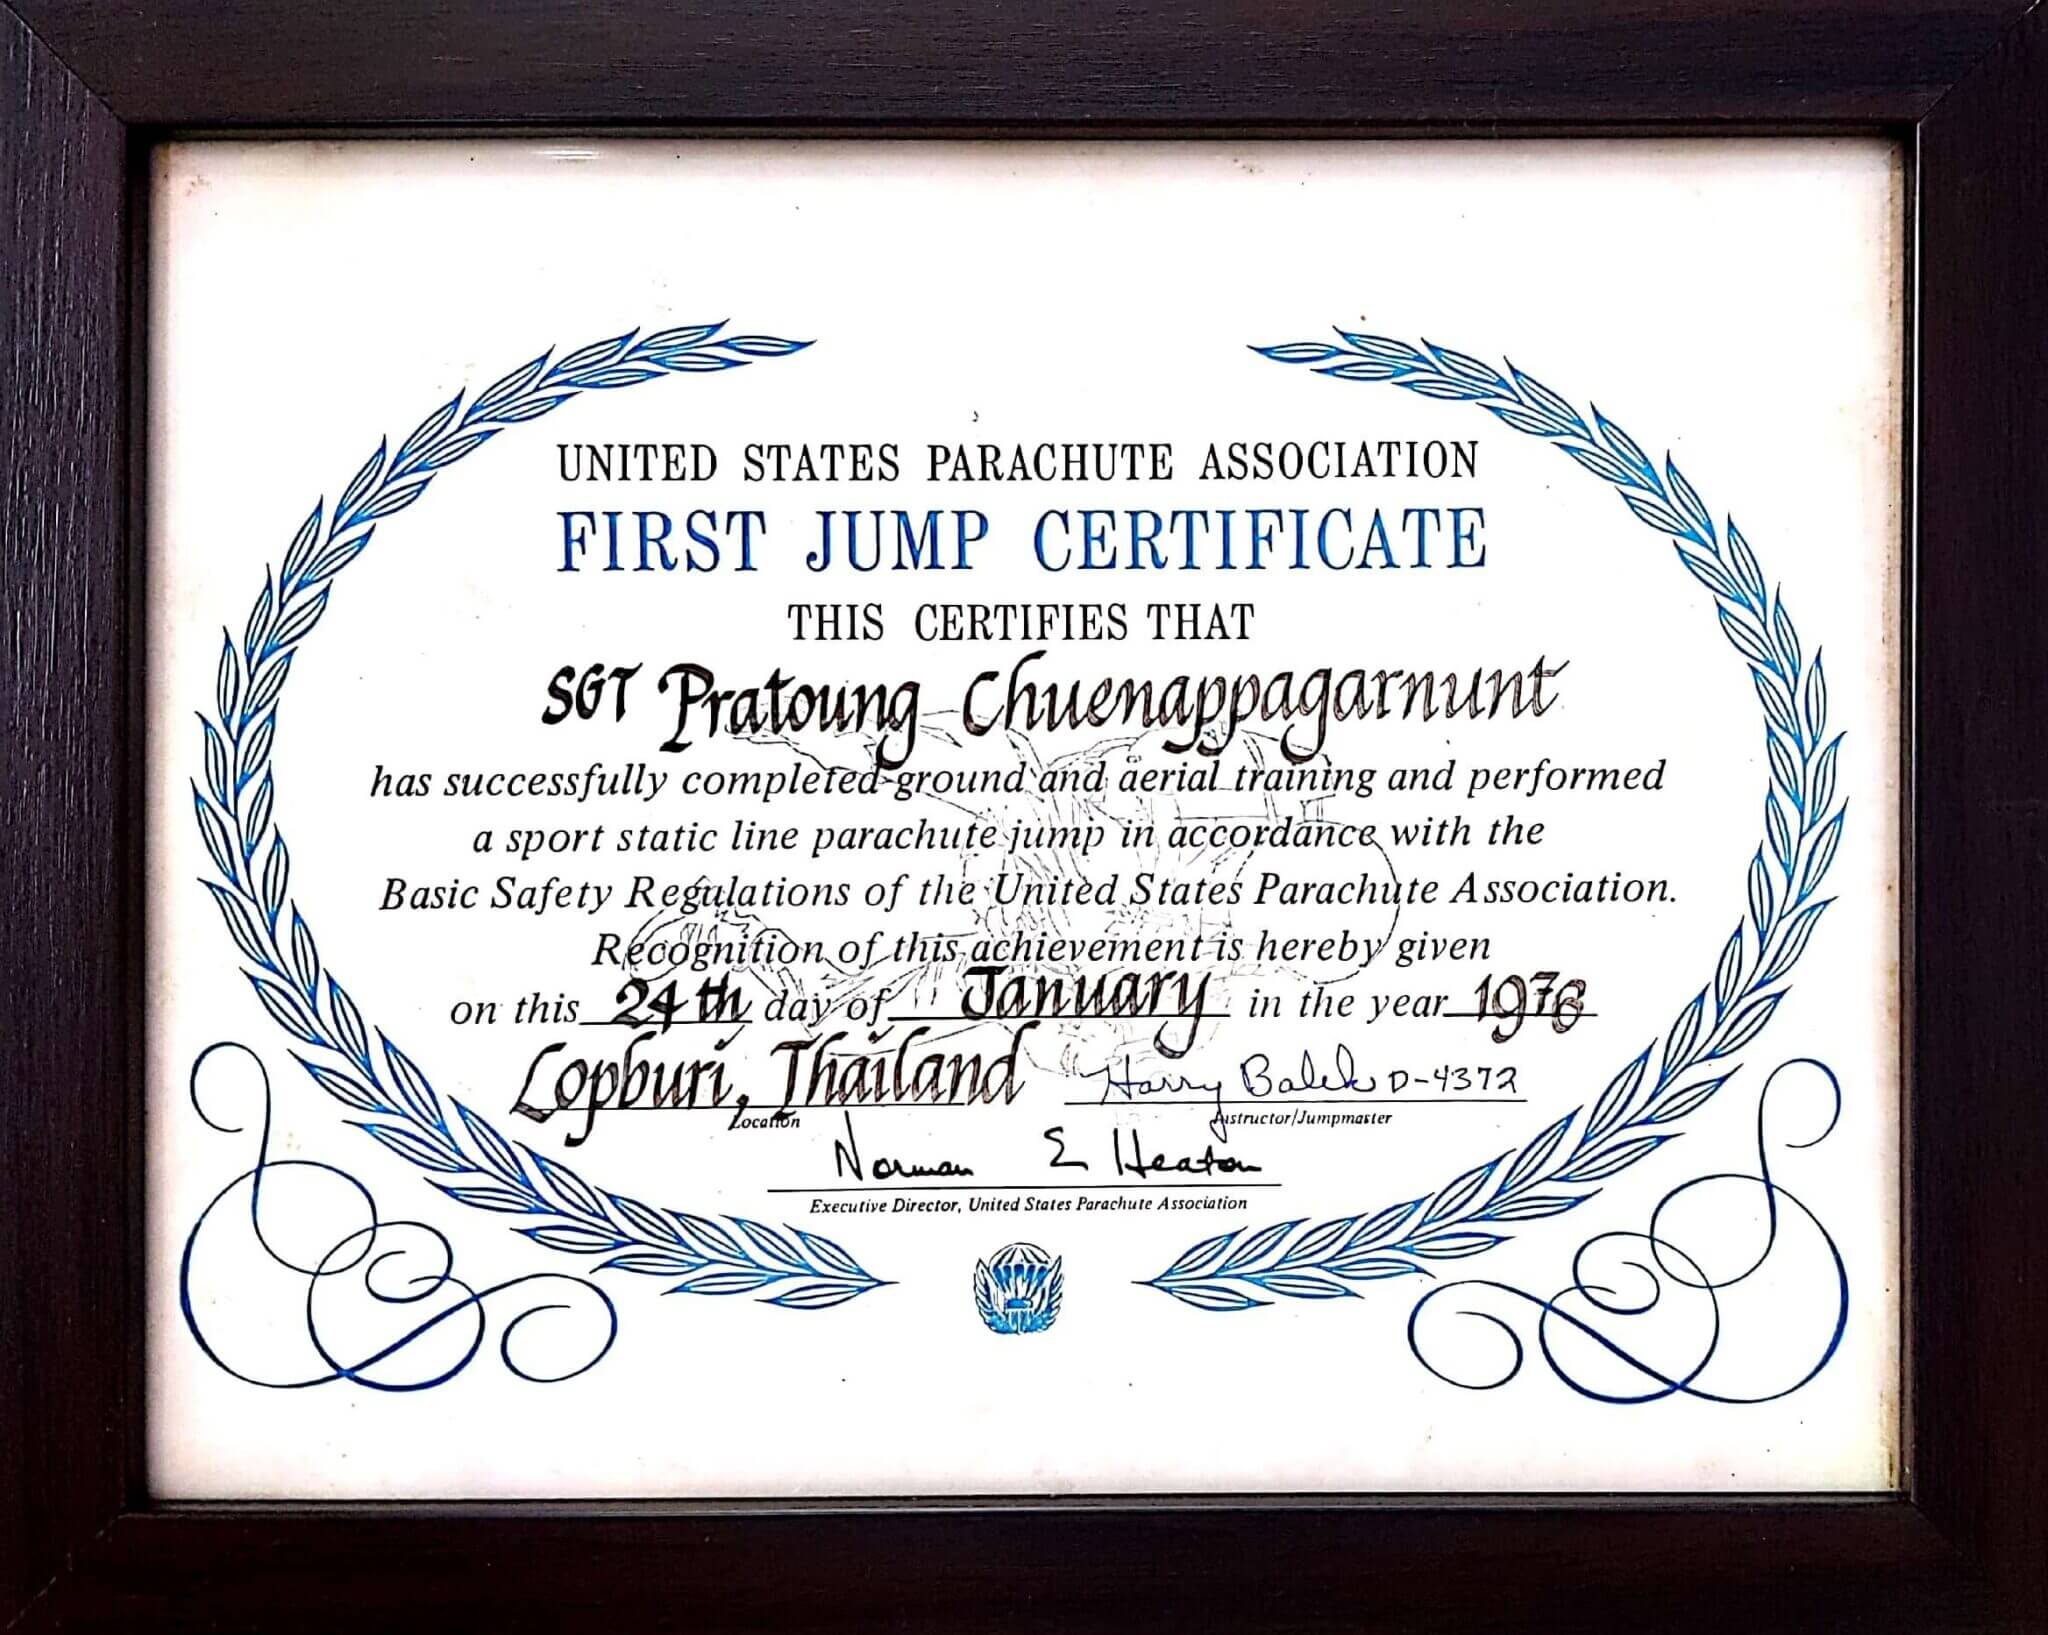 UNITED STATES PARACHUTE ASSOCIATION
FIRST JUMP CERTIFICATE
THIS CERTIFIES THAT
SGT Pratoung Chuenappagarnunt
has successfully completed ground and aerial training and performed
a sport static line parachute jump in accordance with the
Basic Safety Regulations of the United States Parachute Association.
Recognition of this achievement is hereby given
on this 24th day of January in the year 1976
Lopburi, Thailand Harry D-4372
Location Instructor/Jumpmaster
Norman E Heaton
Executive Director, United States Parachute Association